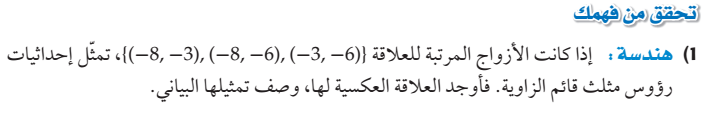 تحقق من فهمك
1) هندسة : إذا كانت الأزواج المرتبة للعلاقة {(−8, −3), (−8, −6), (−3, −6)}، تمثّل إحداثيات
رؤوس مثلث قائم الزاوية. فأوجد العلاقة العكسية لها، وصف تمثيلها البياني.